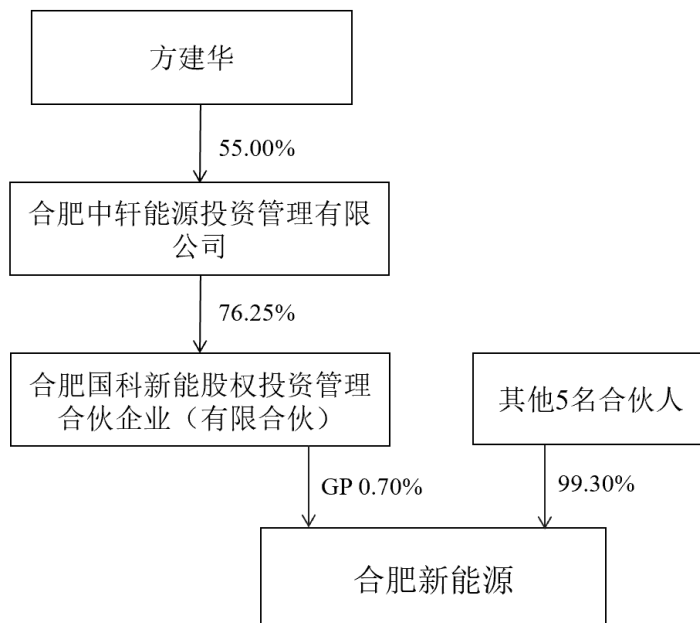 方建华
55.00%
合肥中轩能源投资管理有限
公司
76.25%
合肥国科新能股权投资管理
合伙企业（有限合伙）
其他5名合伙人
GP 0.70%
99.30%
合肥新能源